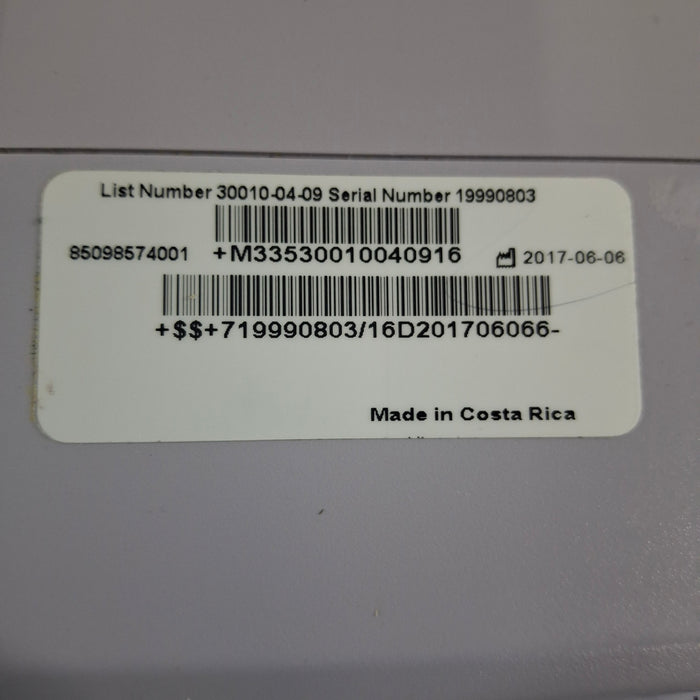 List Number 30010-04-09 Serial Number 19990803
85098574001 +M33530010040916 2017-06-06
+$$+719990803/16D201706066-
Made in Costa Rica